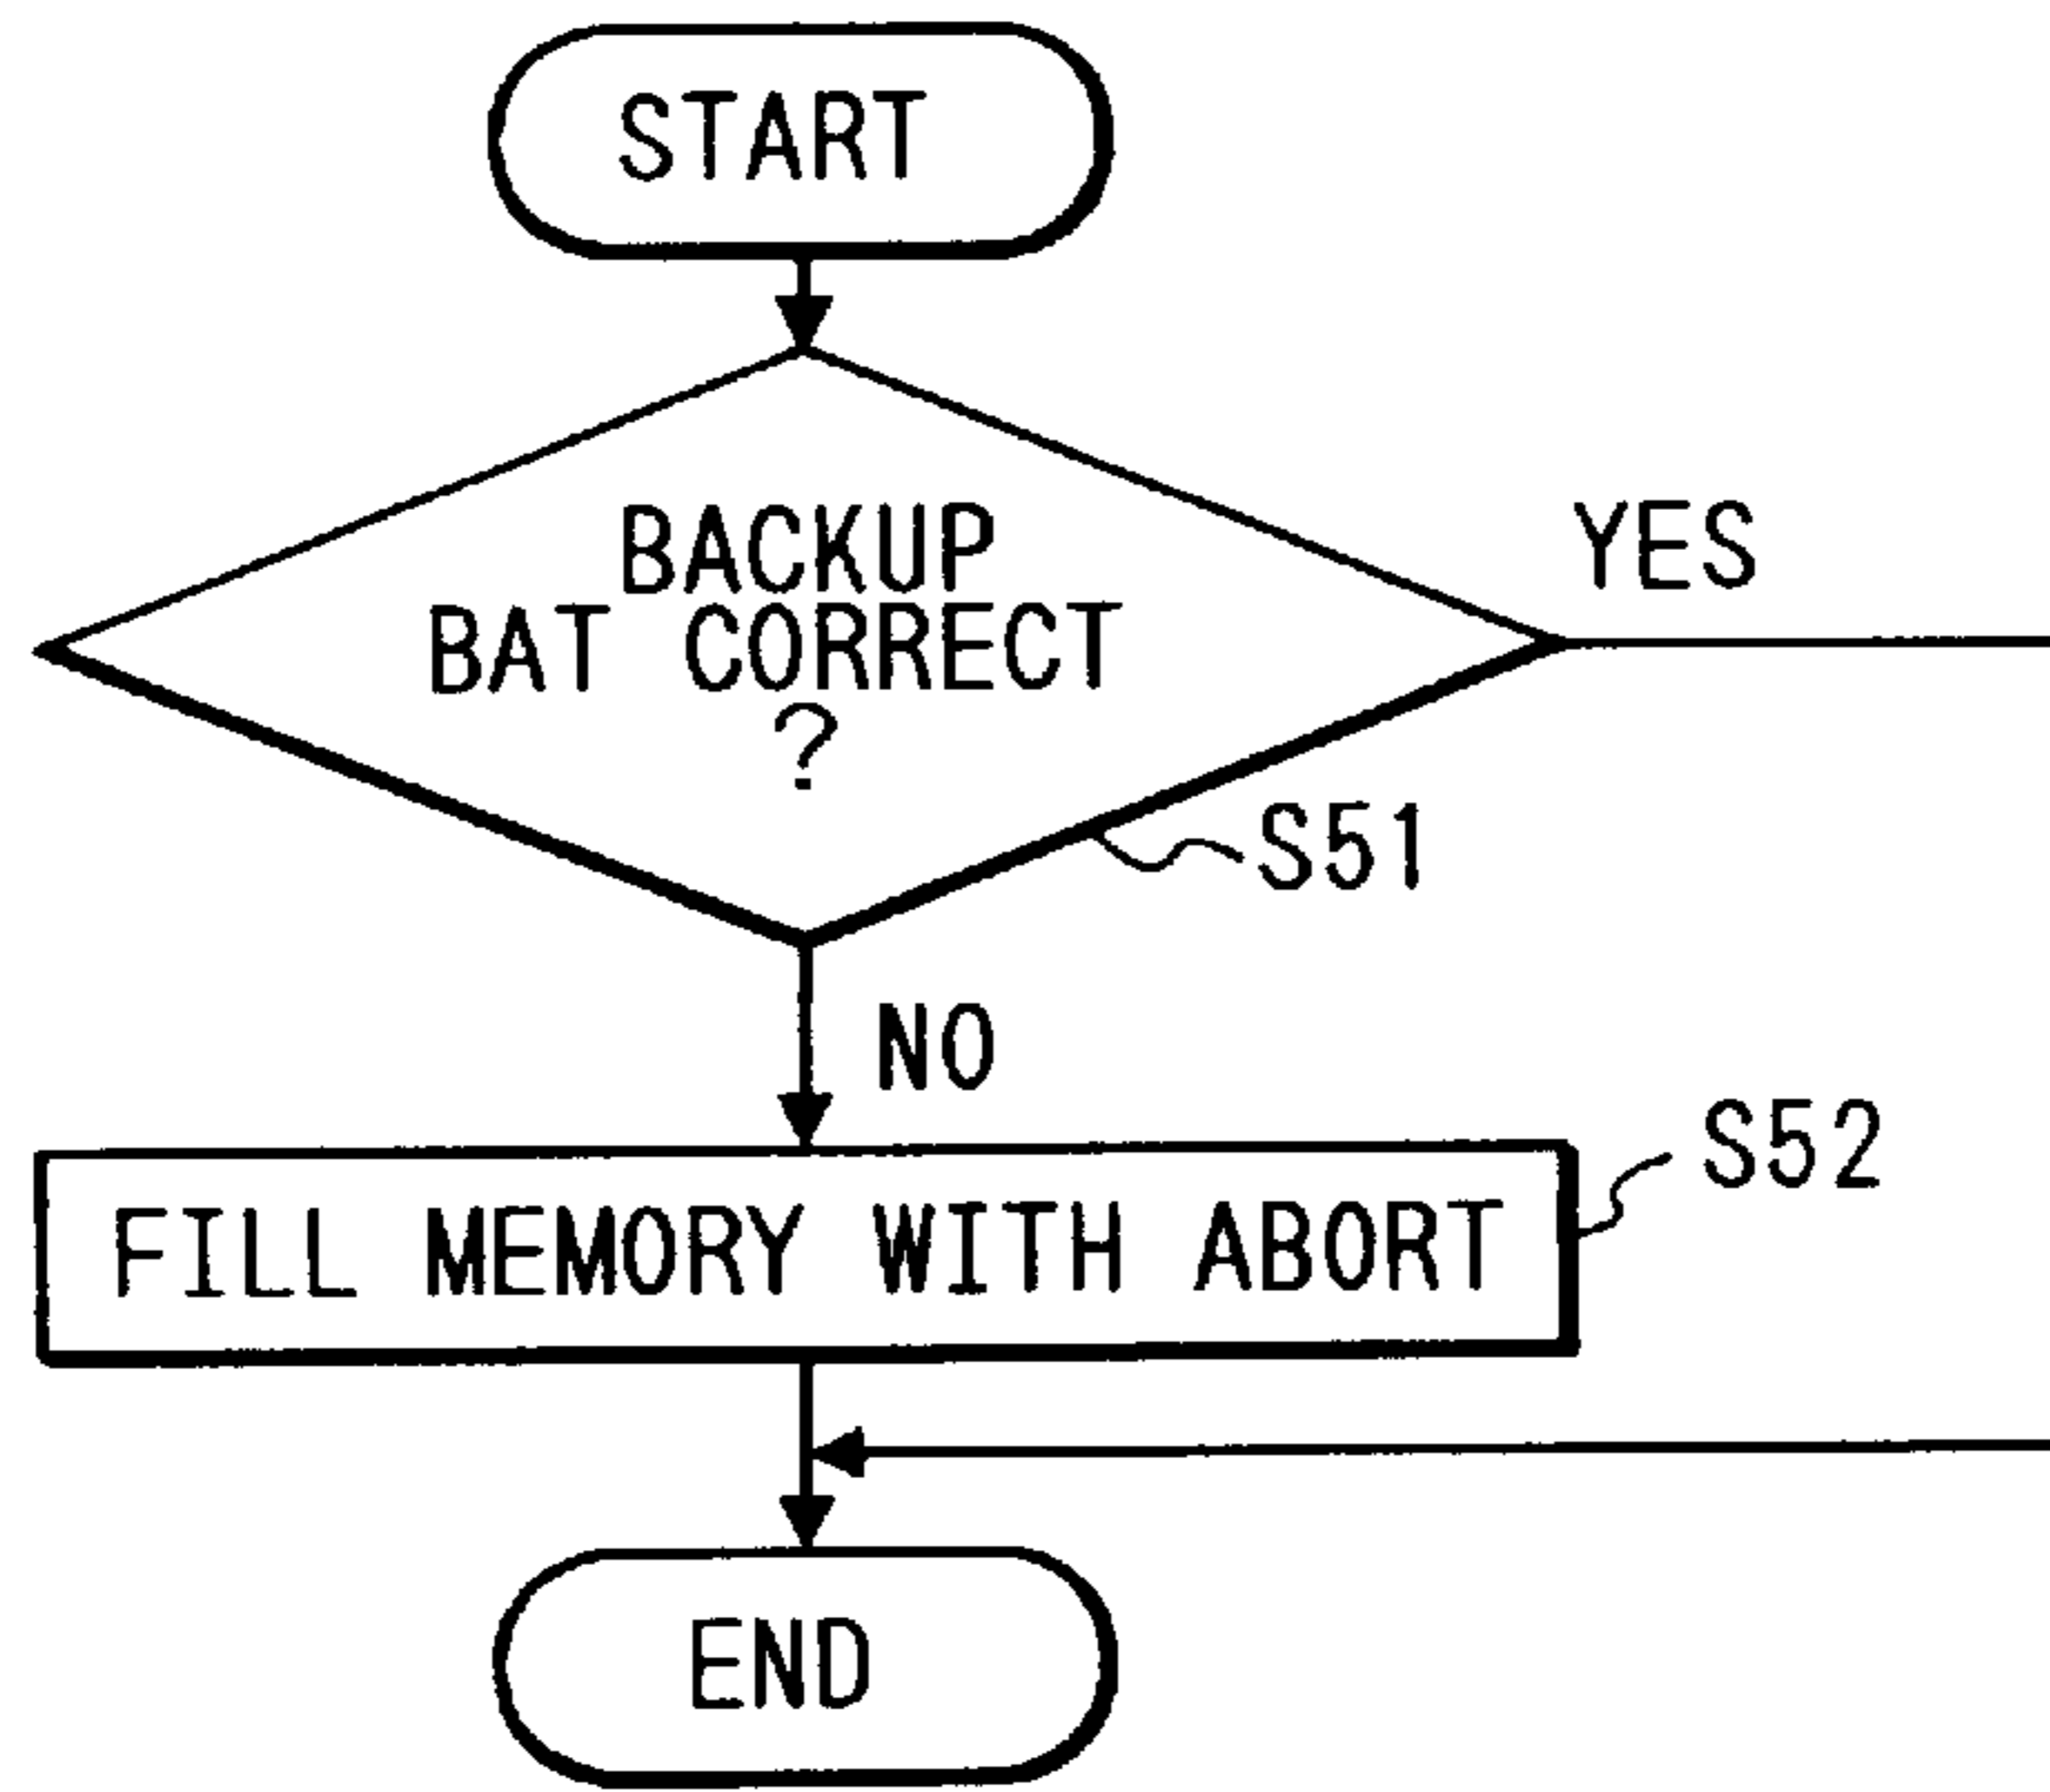 START
BACKUP
BAT CORRECT
?
YES
S51
NO
S52
FILL MEMORY WITH ABORT
END